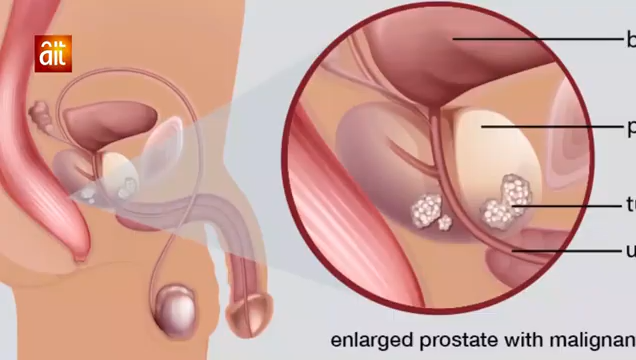 ait
b
p
tu
u
enlarged prostate with malignan